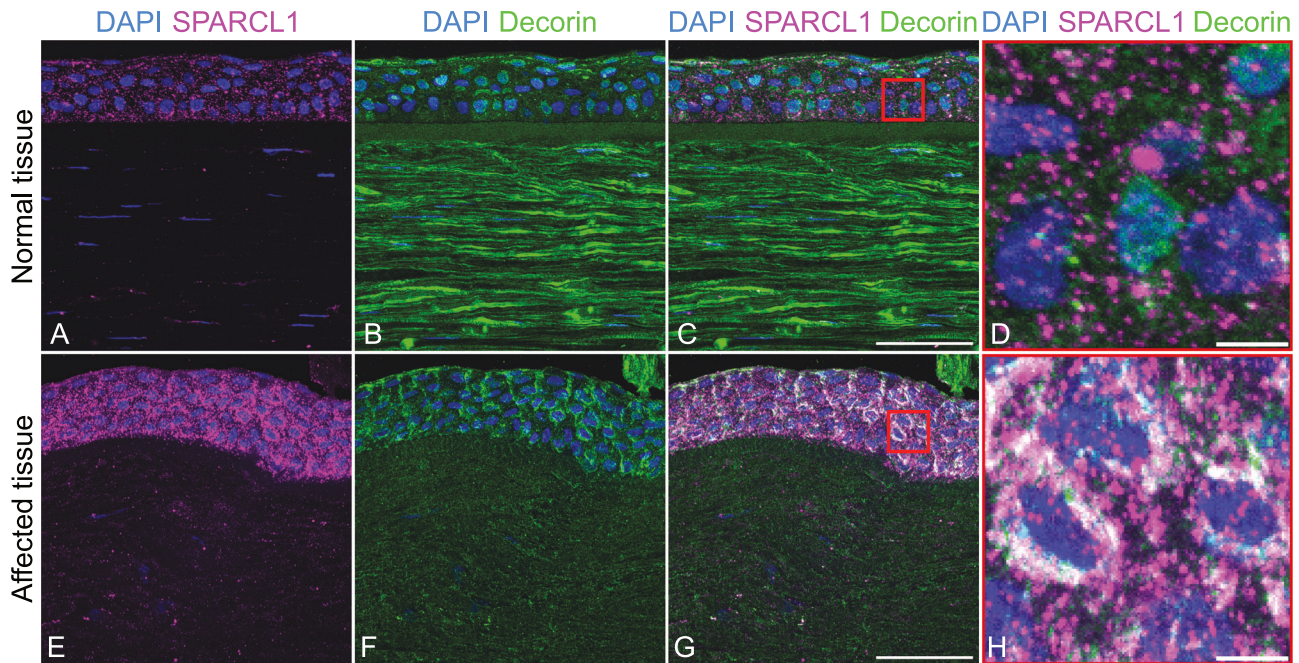 DAPI SPARCL1
DAPI Decorin
DAPI SPARCL1 Decorin
DAPI SPARCL1 Decorin
Normal tissue
A
B
C
D
Affected tissue
E
F
G
H